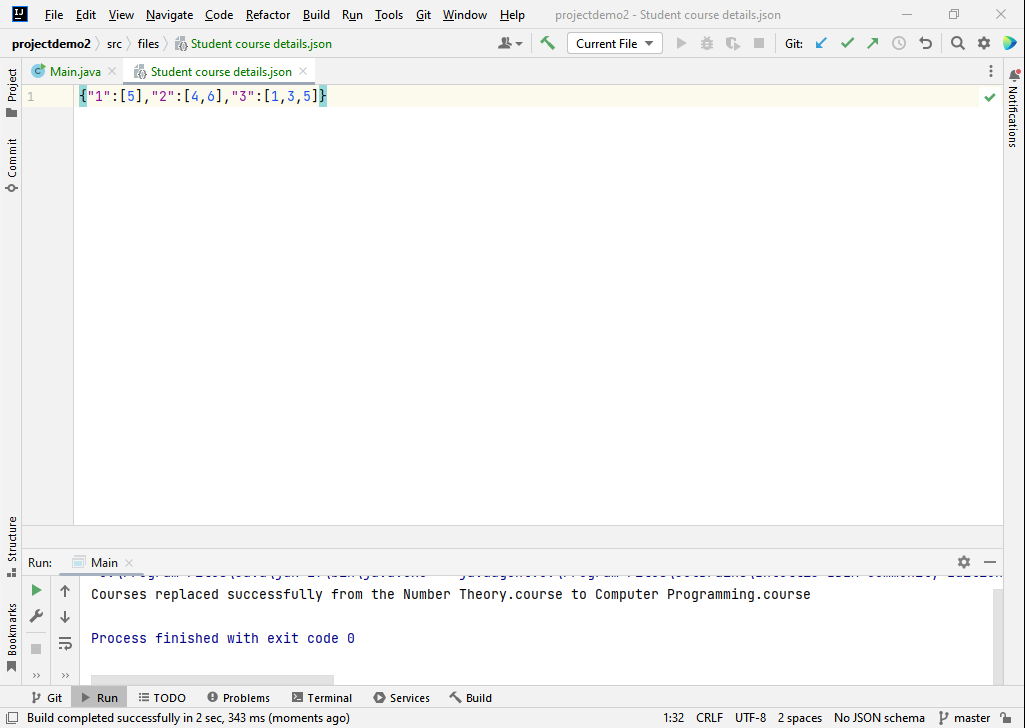 File Edit View Navigate Code Refactor Build Run Tools Git Window Help projectdemo2 - Student course details.json
projectdemo2 src files Student course details.json Current File Git:
Main.java Student course details.json
1 {"1":[5],"2":[4,6],"3":[1,3,5]}
Project
Commit
Structure
Bookmarks
Notifications
Run: Main
Courses replaced successfully from the Number Theory.course to Computer Programming.course
Process finished with exit code 0
Git Run TODO Problems Terminal Services Build
Build completed successfully in 2 sec, 343 ms (moments ago) 1:32 CRLF UTF-8 2 spaces No JSON schema master